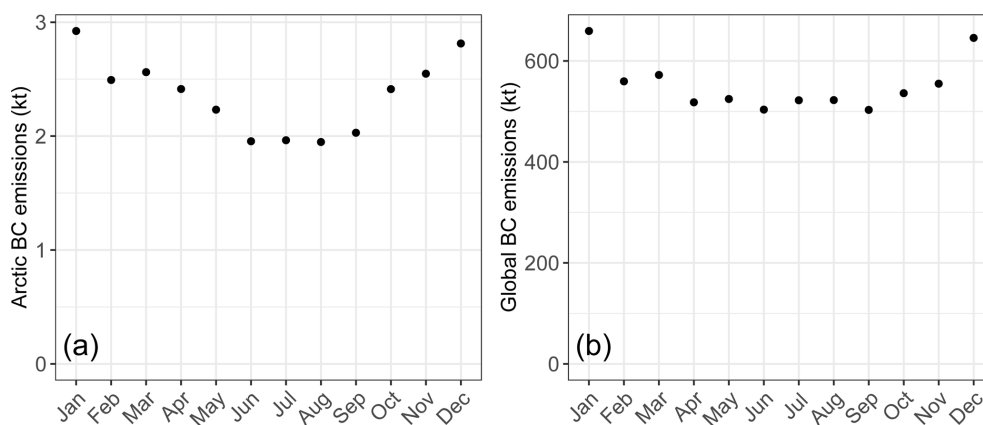 Arctic BC emissions (kt)
3
2
1
0
(a)
Jan Feb Mar Apr May Jun Jul Aug Sep Oct Nov Dec
Global BC emissions (kt)
600
400
200
0
(b)
Jan Feb Mar Apr May Jun Jul Aug Sep Oct Nov Dec